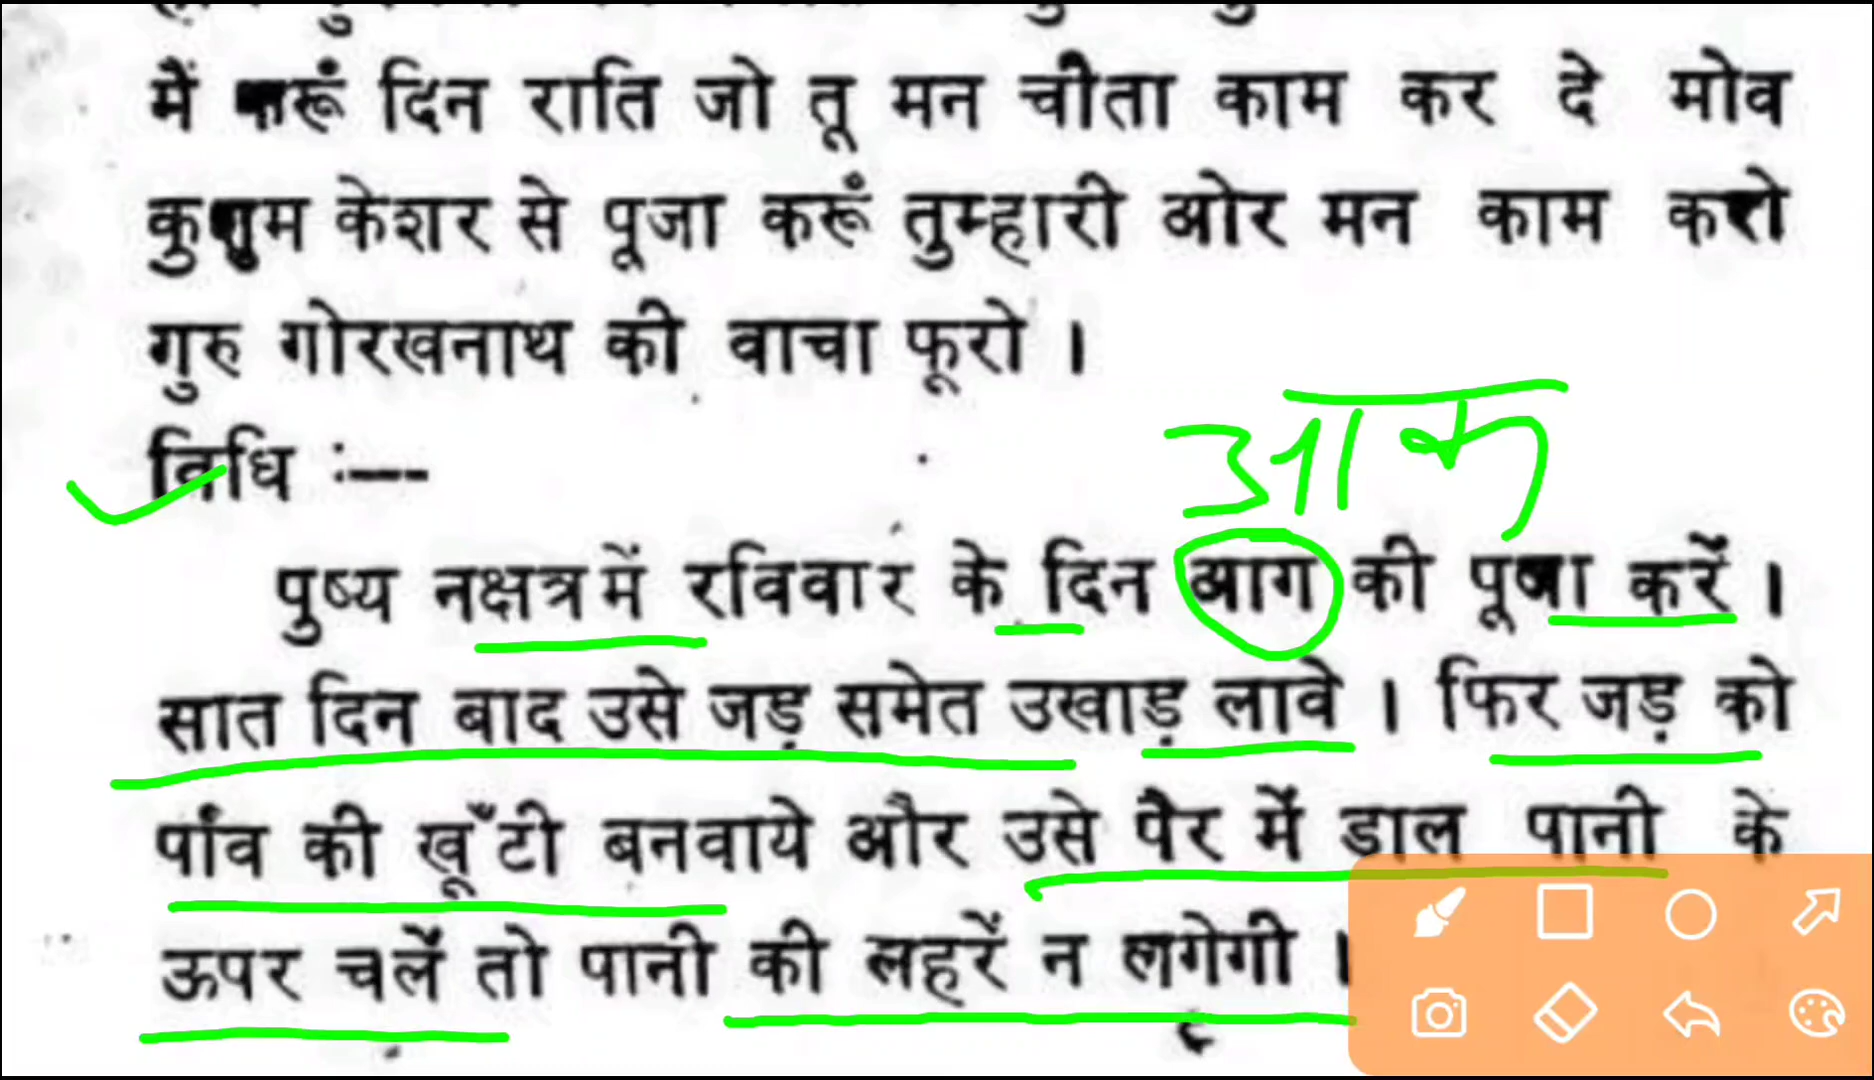 में करूं दिन राति जो तू मन चीता काम कर दे मोव
कुशुम केशर से पूजा करूं तुम्हारी ओर मन काम करो
गुरु गोरखनाथ की वाचा फूरो ।
आक
विधि :—--
पुष्य नक्षत्र में रविवार के दिन आग की पूजा करें ।
सात दिन बाद उसे जड़ समेत उखाड़ लावे । फिर जड़ को
पांव की खूँटी बनवाये और उसे पैर में डाल पानी के
ऊपर चलें तो पानी की लहरें न लगेगी ।